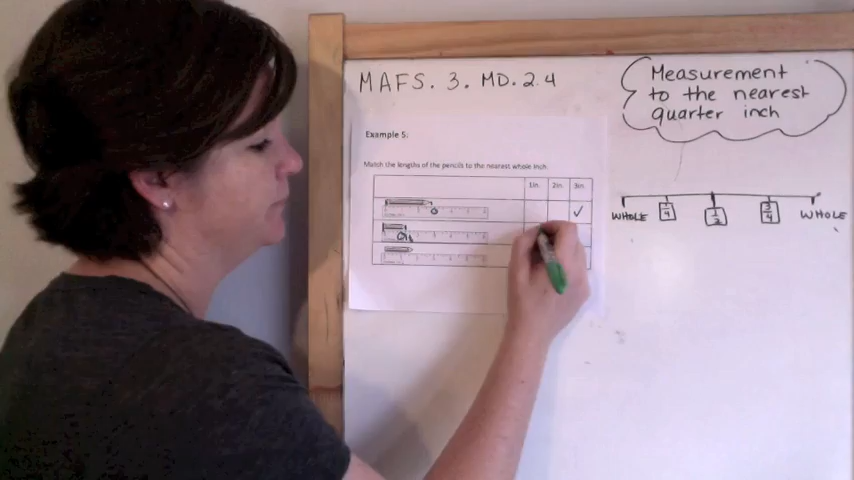 MAFS. 3. MD. 2.4
Measurement
to the nearest
quarter inch
Example 5:
Match the lengths of the pencils to the nearest whole inch.
1in. 2in. 3in.
✓
WHOLE 1/4 1/2 3/4 WHOLE